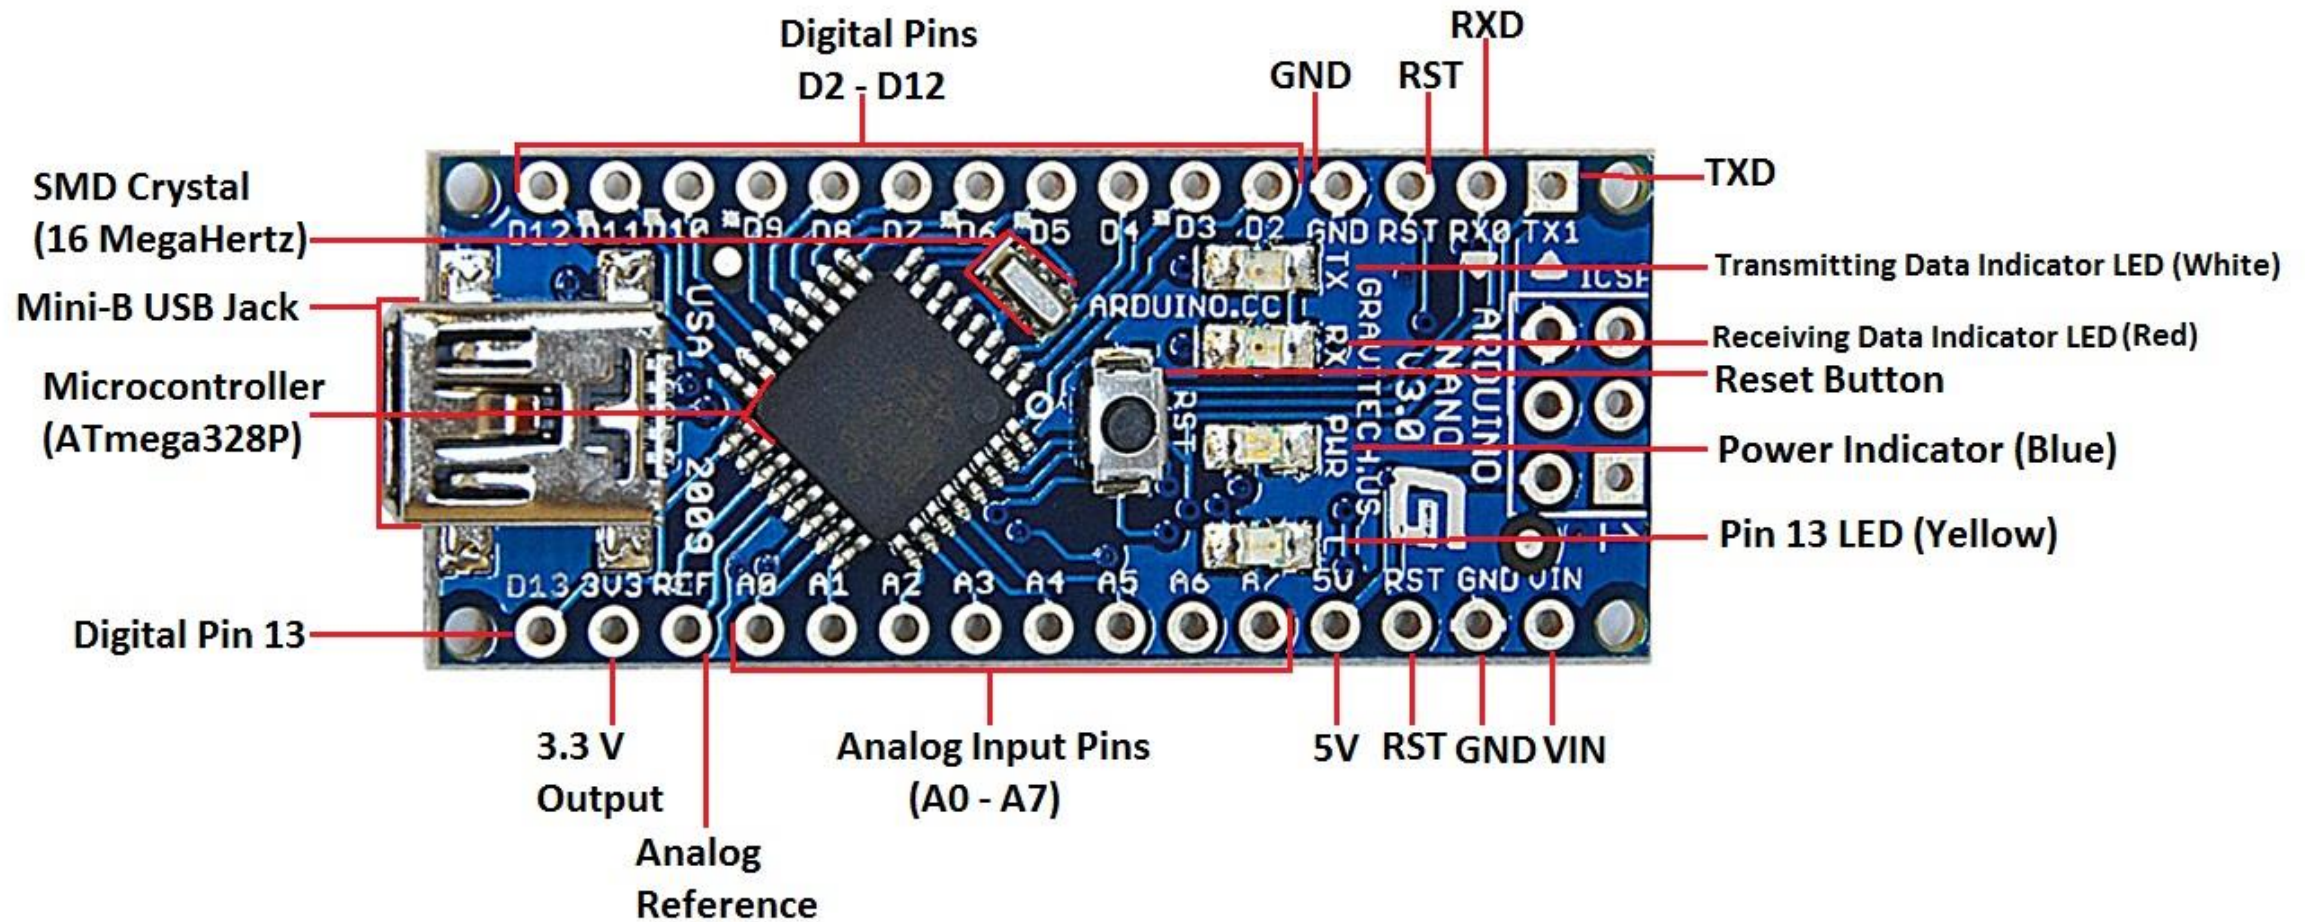 Digital Pins
D2 - D12
GND
RST
RXD
TXD
SMD Crystal
(16 MegaHertz)
Mini-B USB Jack
Microcontroller
(ATmega328P)
Digital Pin 13
Transmitting Data Indicator LED (White)
Receiving Data Indicator LED (Red)
Reset Button
Power Indicator (Blue)
Pin 13 LED (Yellow)
D12 D11 D10 D9 D8 D7 D6 D5 D4 D3 D2 GND RST RX0 TX1
ICSP
TX
RX
PWR
L
ARDUINO.CC
GRAVITECH.US
ARDUINO
NANO
V3.0
RST
USA
2009
1
D13 3V3 REF A0 A1 A2 A3 A4 A5 A6 A7 5V RST GND VIN
3.3 V
Output
Analog
Reference
Analog Input Pins
(A0 - A7)
5V RST GND VIN